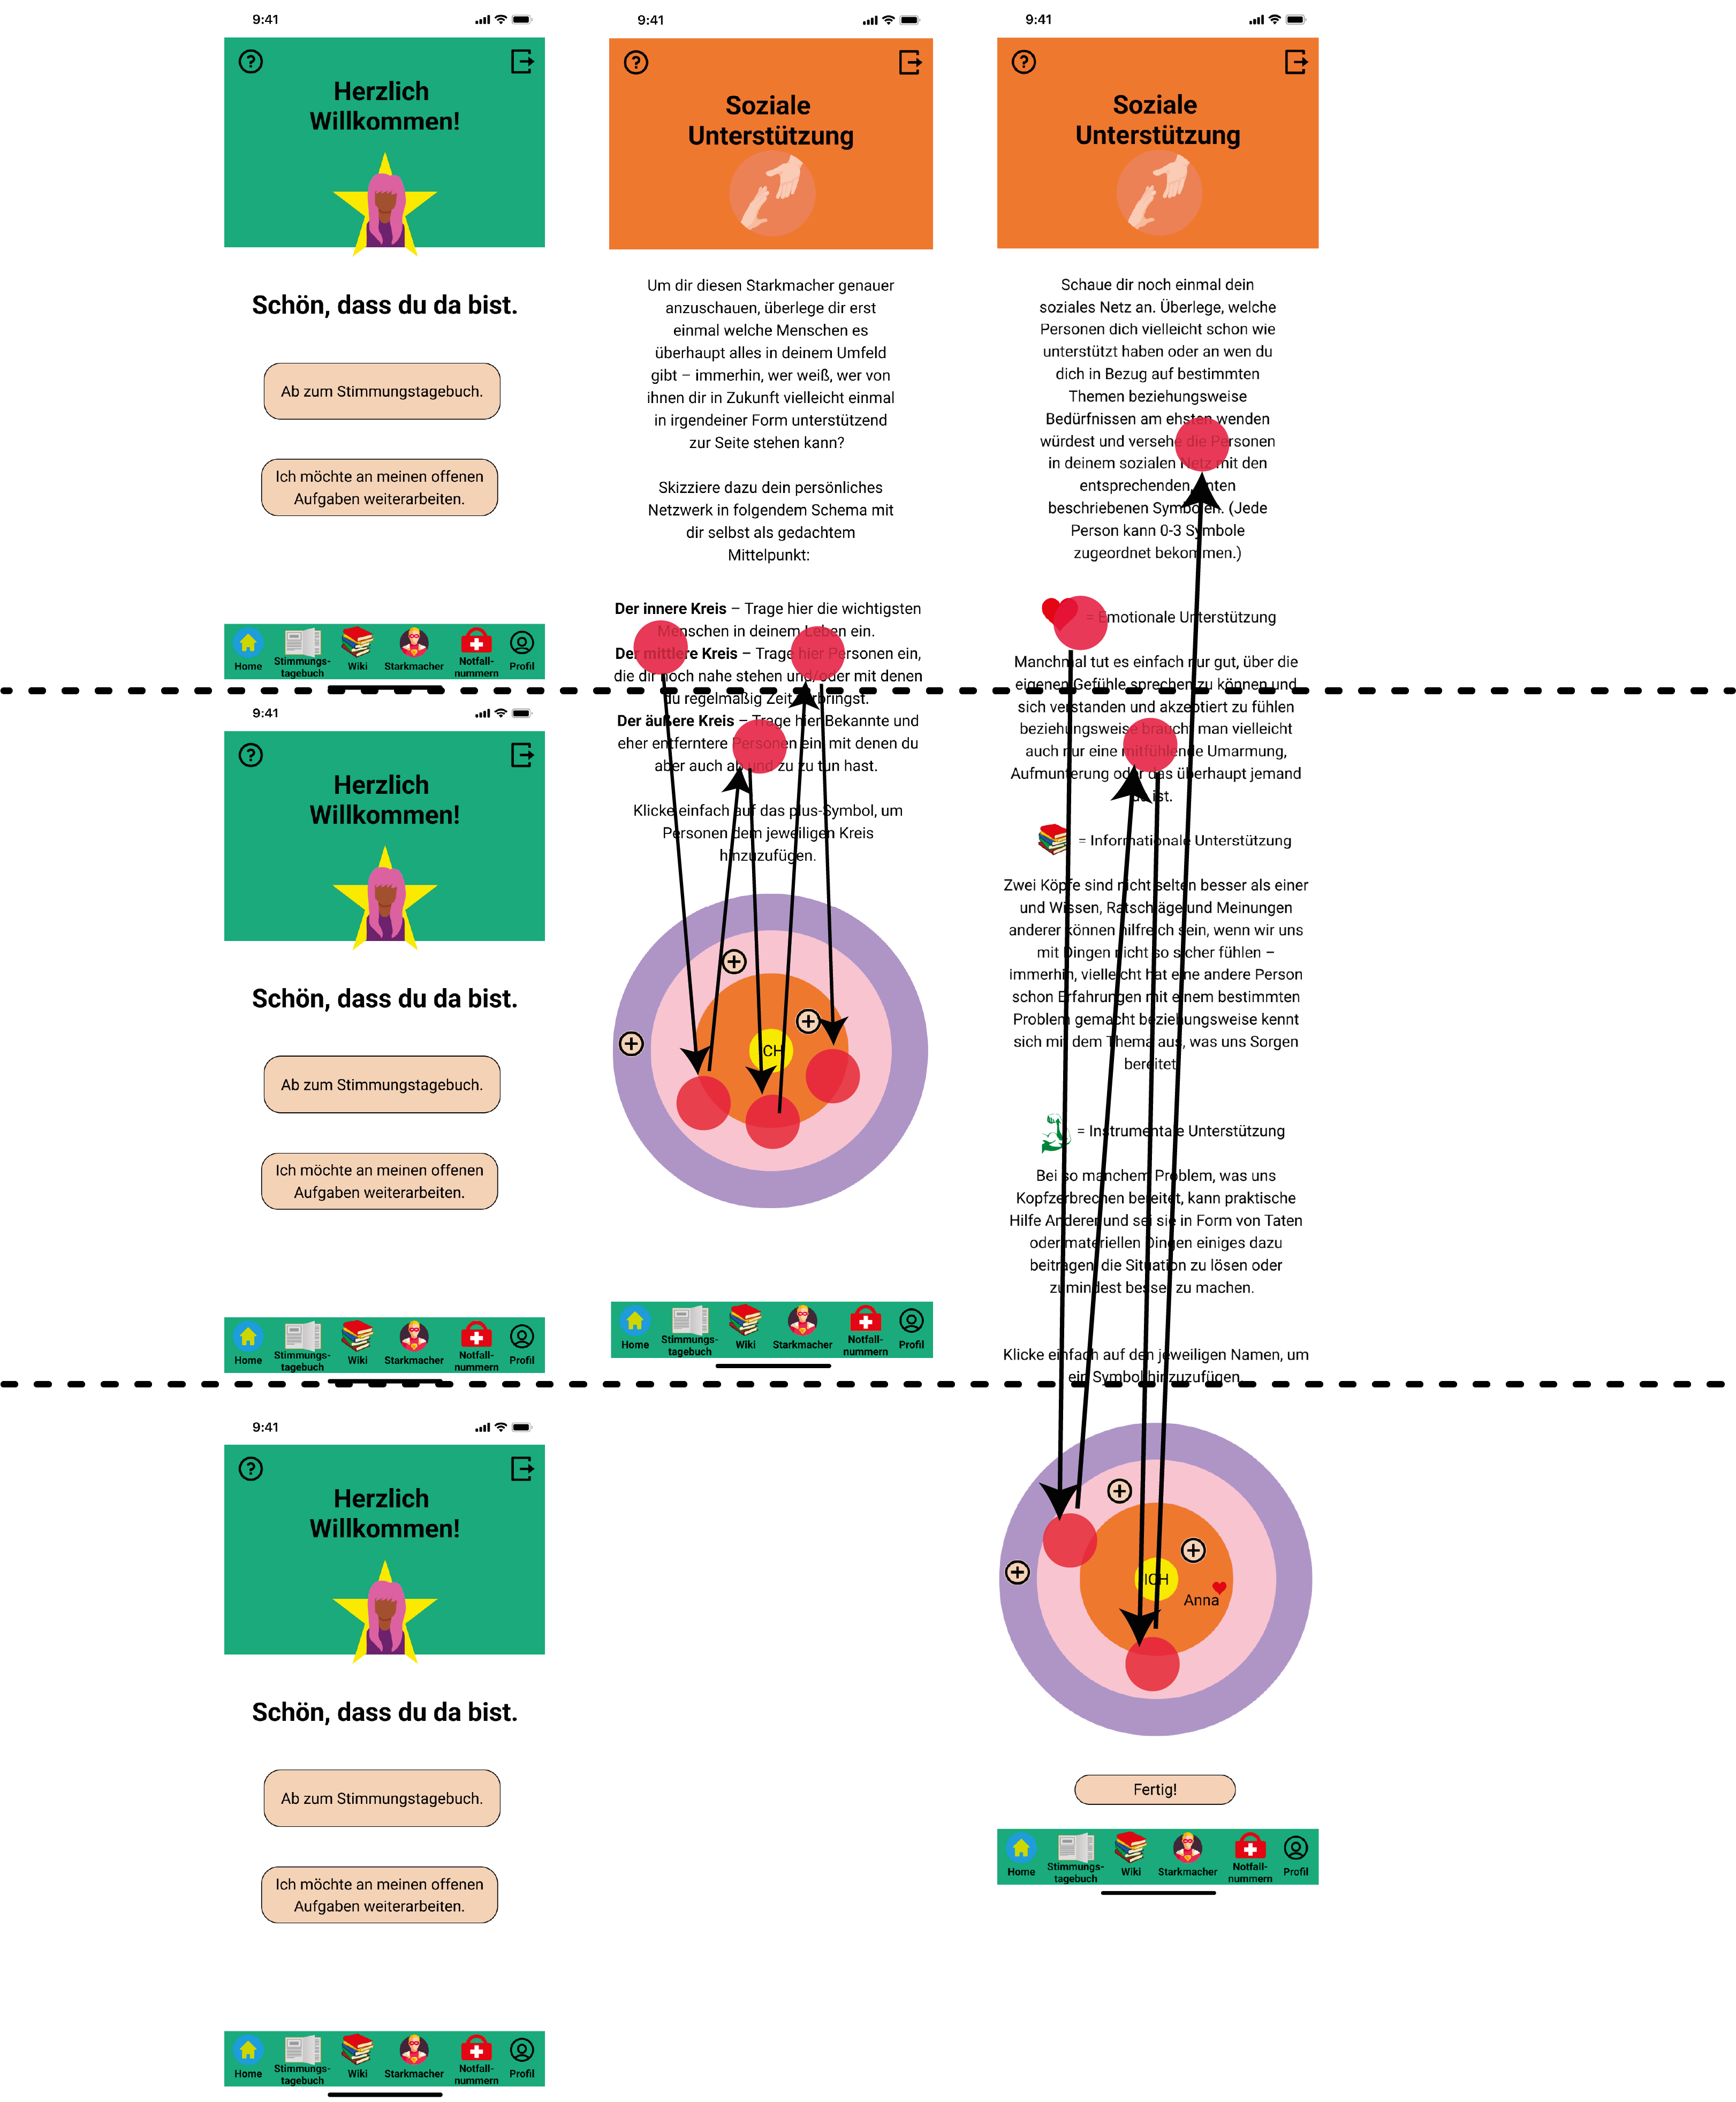 9:41
Herzlich
Willkommen!
Schön, dass du da bist.
Ab zum Stimmungstagebuch.
Ich möchte an meinen offenen
Aufgaben weiterarbeiten.
Home
Stimmungs-
tagebuch
Wiki
Starkmacher
Notfall-
nummern
Profil
9:41
Herzlich
Willkommen!
Schön, dass du da bist.
Ab zum Stimmungstagebuch.
Ich möchte an meinen offenen
Aufgaben weiterarbeiten.
Home
Stimmungs-
tagebuch
Wiki
Starkmacher
Notfall-
nummern
Profil
9:41
Herzlich
Willkommen!
Schön, dass du da bist.
Ab zum Stimmungstagebuch.
Ich möchte an meinen offenen
Aufgaben weiterarbeiten.
Home
Stimmungs-
tagebuch
Wiki
Starkmacher
Notfall-
nummern
Profil
9:41
Soziale
Unterstützung
Um dir diesen Starkmacher genauer
anzuschauen, überlege dir erst
einmal welche Menschen es
überhaupt alles in deinem Umfeld
gibt – immerhin, wer weiß, wer von
ihnen dir in Zukunft vielleicht einmal
in irgendeiner Form unterstützend
zur Seite stehen kann?
Skizziere dazu dein persönliches
Netzwerk in folgendem Schema mit
dir selbst als gedachtem
Mittelpunkt:
Der innere Kreis – Trage hier die wichtigsten
Menschen in deinem Leben ein.
Der mittlere Kreis – Trage hier Personen ein,
die dir noch nahe stehen und/oder mit denen
du regelmäßig Zeit verbringst.
Der äußere Kreis – Trage hier Bekannte und
eher entferntere Personen ein, mit denen du
aber auch ab und zu zu tun hast.
Klicke einfach auf das plus-Symbol, um
Personen dem jeweiligen Kreis
hinzuzufügen.
ICH
Home
Stimmungs-
tagebuch
Wiki
Starkmacher
Notfall-
nummern
Profil
9:41
Soziale
Unterstützung
Schaue dir noch einmal dein
soziales Netz an. Überlege, welche
Personen dich vielleicht schon wie
unterstützt haben oder an wen du
dich in Bezug auf bestimmten
Themen beziehungsweise
Bedürfnissen am ehsten wenden
würdest und versehe die Personen
in deinem sozialen Netz mit den
entsprechenden, unten
beschriebenen Symbolen. (Jede
Person kann 0-3 Symbole
zugeordnet bekommen.)
= Emotionale Unterstützung
Manchmal tut es einfach nur gut, über die
eigenen Gefühle sprechen zu können und
sich verstanden und akzeptiert zu fühlen
beziehungsweise braucht man vielleicht
auch nur eine mitfühlende Umarmung,
Aufmunterung oder das überhaupt jemand
da ist.
= Informationale Unterstützung
Zwei Köpfe sind nicht selten besser als einer
und Wissen, Ratschläge und Meinungen
anderer können hilfreich sein, wenn wir uns
mit Dingen nicht so sicher fühlen –
immerhin, vielleicht hat eine andere Person
schon Erfahrungen mit einem bestimmten
Problem gemacht beziehungsweise kennt
sich mit dem Thema aus, was uns Sorgen
bereitet.
= Instrumentale Unterstützung
Bei so manchem Problem, was uns
Kopfzerbrechen bereitet, kann praktische
Hilfe Anderer und sei sie in Form von Taten
oder materiellen Dingen einiges dazu
beitragen, die Situation zu lösen oder
zumindest besser zu machen.
Klicke einfach auf den jeweiligen Namen, um
ein Symbol hinzuzufügen.
ICH
Anna
Fertig!
Home
Stimmungs-
tagebuch
Wiki
Starkmacher
Notfall-
nummern
Profil